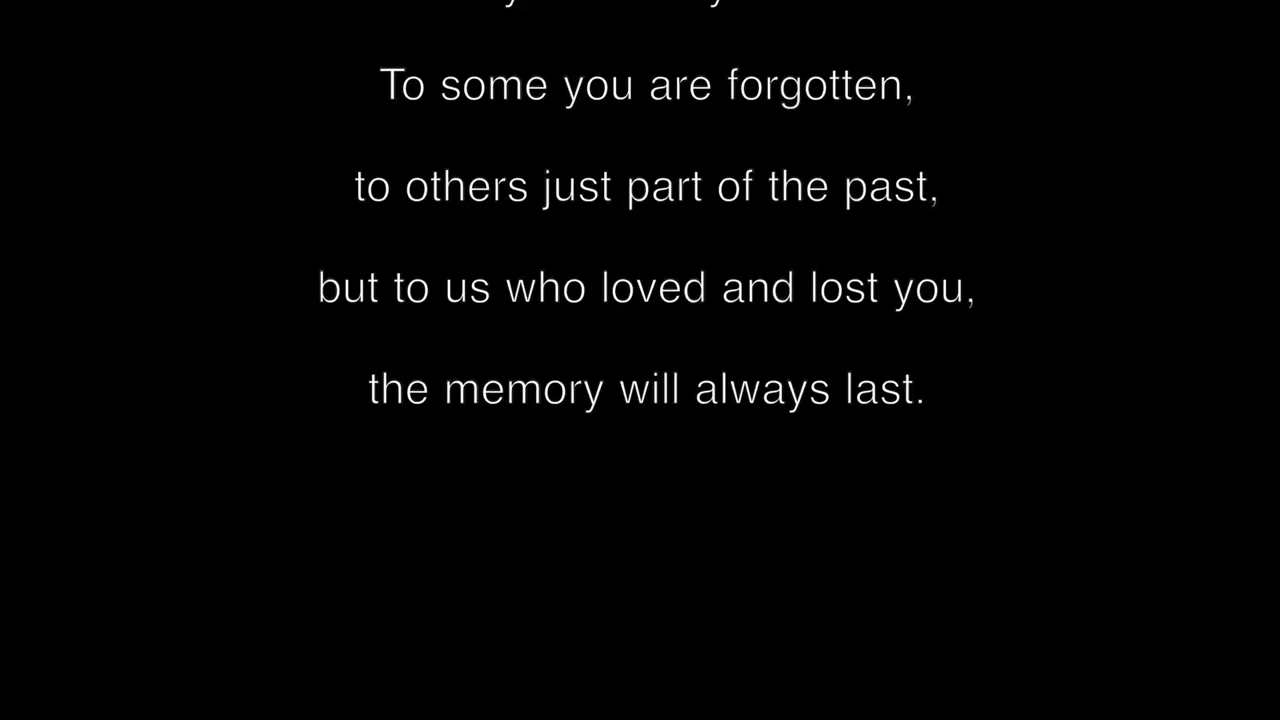 To some you are forgotten,
to others just part of the past,
but to us who loved and lost you,
the memory will always last.